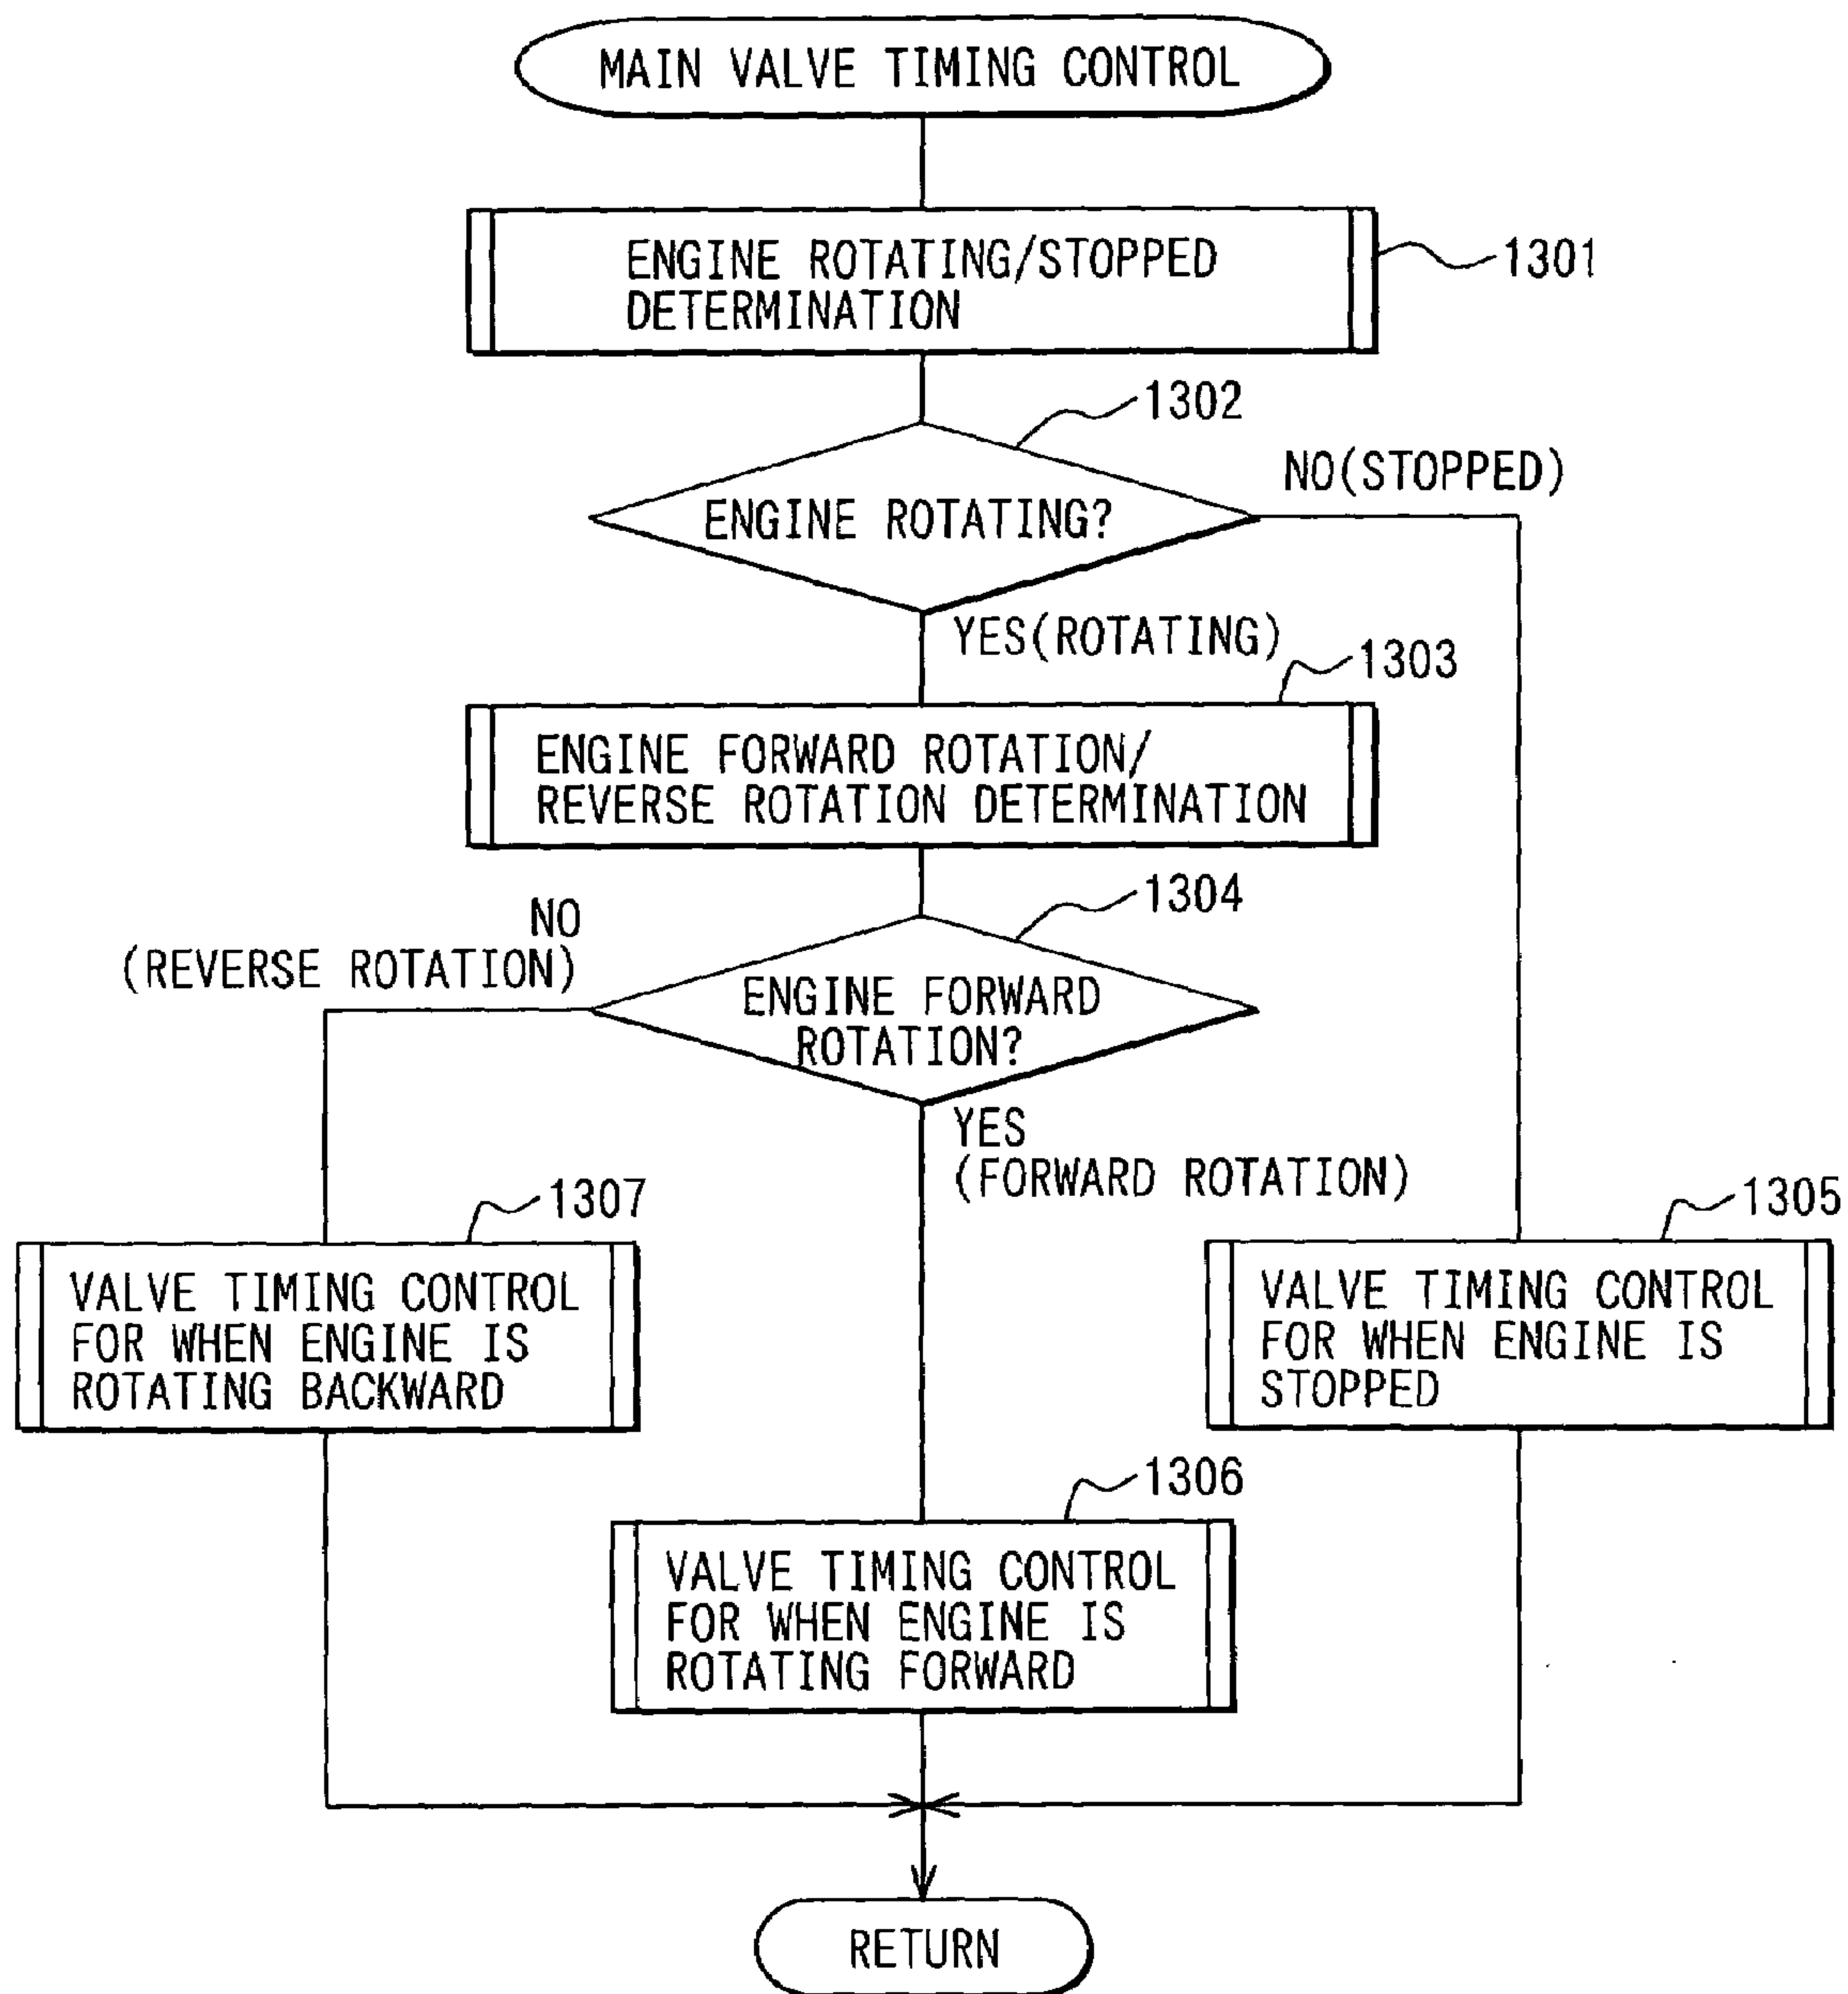 MAIN VALVE TIMING CONTROL
ENGINE ROTATING/STOPPED
DETERMINATION
1301
1302
ENGINE ROTATING?
NO(STOPPED)
YES(ROTATING)
1303
ENGINE FORWARD ROTATION/
REVERSE ROTATION DETERMINATION
1304
NO
(REVERSE ROTATION)
ENGINE FORWARD
ROTATION?
YES
(FORWARD ROTATION)
1307
VALVE TIMING CONTROL
FOR WHEN ENGINE IS
ROTATING BACKWARD
1305
VALVE TIMING CONTROL
FOR WHEN ENGINE IS
STOPPED
1306
VALVE TIMING CONTROL
FOR WHEN ENGINE IS
ROTATING FORWARD
RETURN